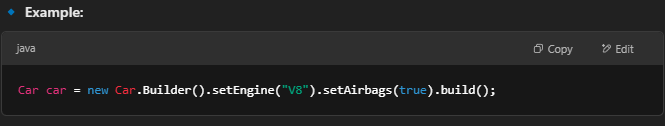 Example:
java Copy Edit
Car car = new Car.Builder().setEngine("V8").setAirbags(true).build();